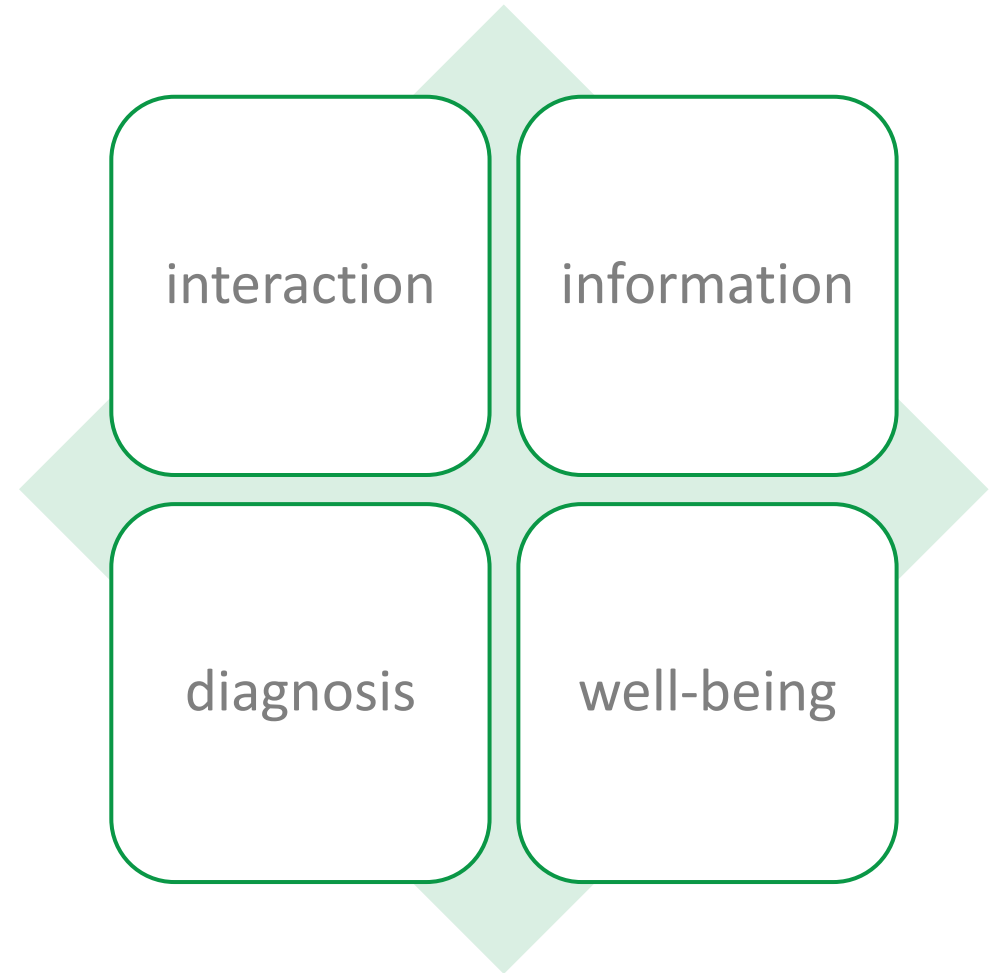 interaction
information
diagnosis
well-being